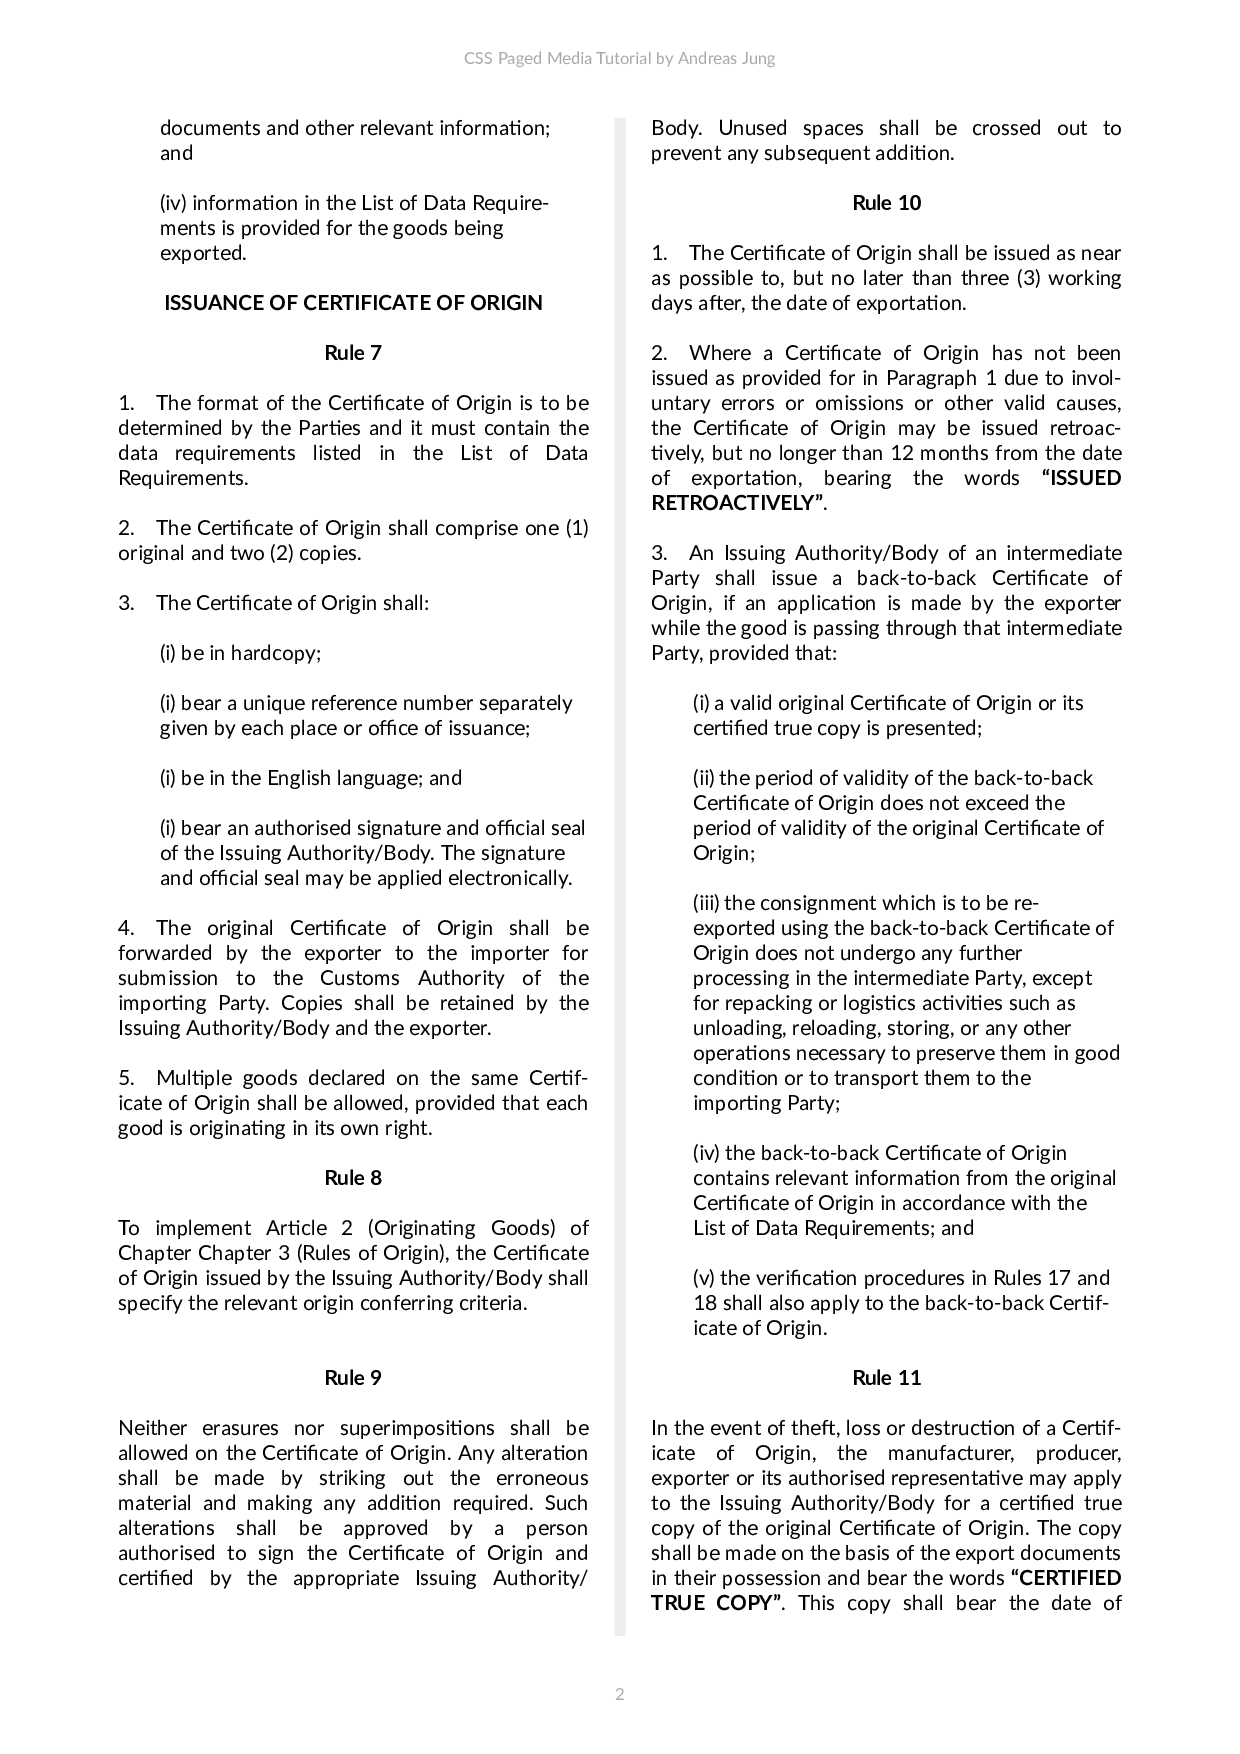 CSS Paged Media Tutorial by Andreas Jung
documents and other relevant information;
and
(iv) information in the List of Data Require-
ments is provided for the goods being
exported.
ISSUANCE OF CERTIFICATE OF ORIGIN
Rule 7
1. The format of the Certificate of Origin is to be
determined by the Parties and it must contain the
data requirements listed in the List of Data
Requirements.
2. The Certificate of Origin shall comprise one (1)
original and two (2) copies.
3. The Certificate of Origin shall:
(i) be in hardcopy;
(i) bear a unique reference number separately
given by each place or office of issuance;
(i) be in the English language; and
(i) bear an authorised signature and official seal
of the Issuing Authority/Body. The signature
and official seal may be applied electronically.
4. The original Certificate of Origin shall be
forwarded by the exporter to the importer for
submission to the Customs Authority of the
importing Party. Copies shall be retained by the
Issuing Authority/Body and the exporter.
5. Multiple goods declared on the same Certif-
icate of Origin shall be allowed, provided that each
good is originating in its own right.
Rule 8
To implement Article 2 (Originating Goods) of
Chapter Chapter 3 (Rules of Origin), the Certificate
of Origin issued by the Issuing Authority/Body shall
specify the relevant origin conferring criteria.
Rule 9
Neither erasures nor superimpositions shall be
allowed on the Certificate of Origin. Any alteration
shall be made by striking out the erroneous
material and making any addition required. Such
alterations shall be approved by a person
authorised to sign the Certificate of Origin and
certified by the appropriate Issuing Authority/
Body. Unused spaces shall be crossed out to
prevent any subsequent addition.
Rule 10
1. The Certificate of Origin shall be issued as near
as possible to, but no later than three (3) working
days after, the date of exportation.
2. Where a Certificate of Origin has not been
issued as provided for in Paragraph 1 due to invol-
untary errors or omissions or other valid causes,
the Certificate of Origin may be issued retroac-
tively, but no longer than 12 months from the date
of exportation, bearing the words “ISSUED
RETROACTIVELY”.
3. An Issuing Authority/Body of an intermediate
Party shall issue a back-to-back Certificate of
Origin, if an application is made by the exporter
while the good is passing through that intermediate
Party, provided that:
(i) a valid original Certificate of Origin or its
certified true copy is presented;
(ii) the period of validity of the back-to-back
Certificate of Origin does not exceed the
period of validity of the original Certificate of
Origin;
(iii) the consignment which is to be re-
exported using the back-to-back Certificate of
Origin does not undergo any further
processing in the intermediate Party, except
for repacking or logistics activities such as
unloading, reloading, storing, or any other
operations necessary to preserve them in good
condition or to transport them to the
importing Party;
(iv) the back-to-back Certificate of Origin
contains relevant information from the original
Certificate of Origin in accordance with the
List of Data Requirements; and
(v) the verification procedures in Rules 17 and
18 shall also apply to the back-to-back Certif-
icate of Origin.
Rule 11
In the event of theft, loss or destruction of a Certif-
icate of Origin, the manufacturer, producer,
exporter or its authorised representative may apply
to the Issuing Authority/Body for a certified true
copy of the original Certificate of Origin. The copy
shall be made on the basis of the export documents
in their possession and bear the words “CERTIFIED
TRUE COPY”. This copy shall bear the date of
2